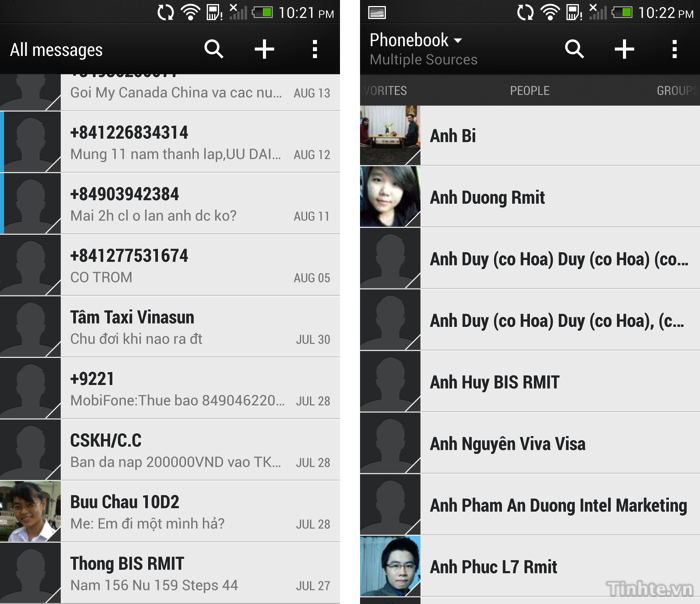 10:21 PM
All messages
Goi My Canada China va cac nu... AUG 13
+841226834314
Mung 11 nam thanh lap,UU DAI... AUG 12
+84903942384
Mai 2h cl o lan anh dc ko? AUG 11
+841277531674
CO TROM AUG 05
Tâm Taxi Vinasun
Chu đơi khi nao ra đt JUL 30
+9221
MobiFone:Thue bao 849046220... JUL 28
CSKH/C.C
Ban da nap 200000VND vao TK... JUL 28
Buu Chau 10D2
Me: Em đi một mình hả? JUL 28
Thong BIS RMIT
Nam 156 Nu 159 Steps 44 JUL 27
10:22 PM
Phonebook
Multiple Sources
VORITES PEOPLE GROUPS
Anh Bi
Anh Duong Rmit
Anh Duy (co Hoa) Duy (co Hoa) (co...
Anh Duy (co Hoa) Duy (co Hoa), (c...
Anh Huy BIS RMIT
Anh Nguyên Viva Visa
Anh Pham An Duong Intel Marketing
Anh Phuc L7 Rmit
Tinhte.vn